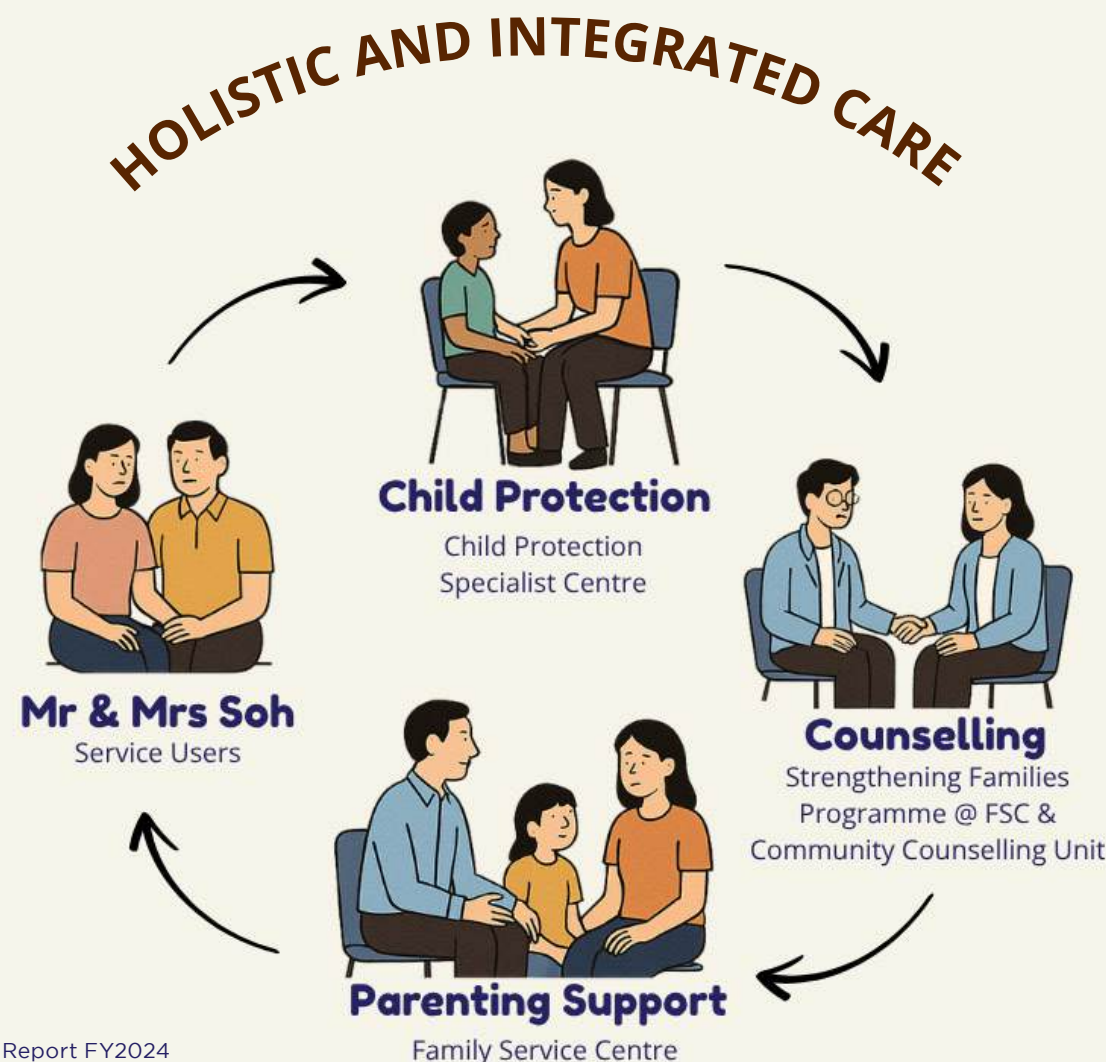 HOLISTIC AND INTEGRATED CARE
Child Protection
Child Protection
Specialist Centre
Mr & Mrs Soh
Service Users
Counselling
Strengthening Families
Programme @ FSC &
Community Counselling Unit
Parenting Support
Family Service Centre
Report FY2024